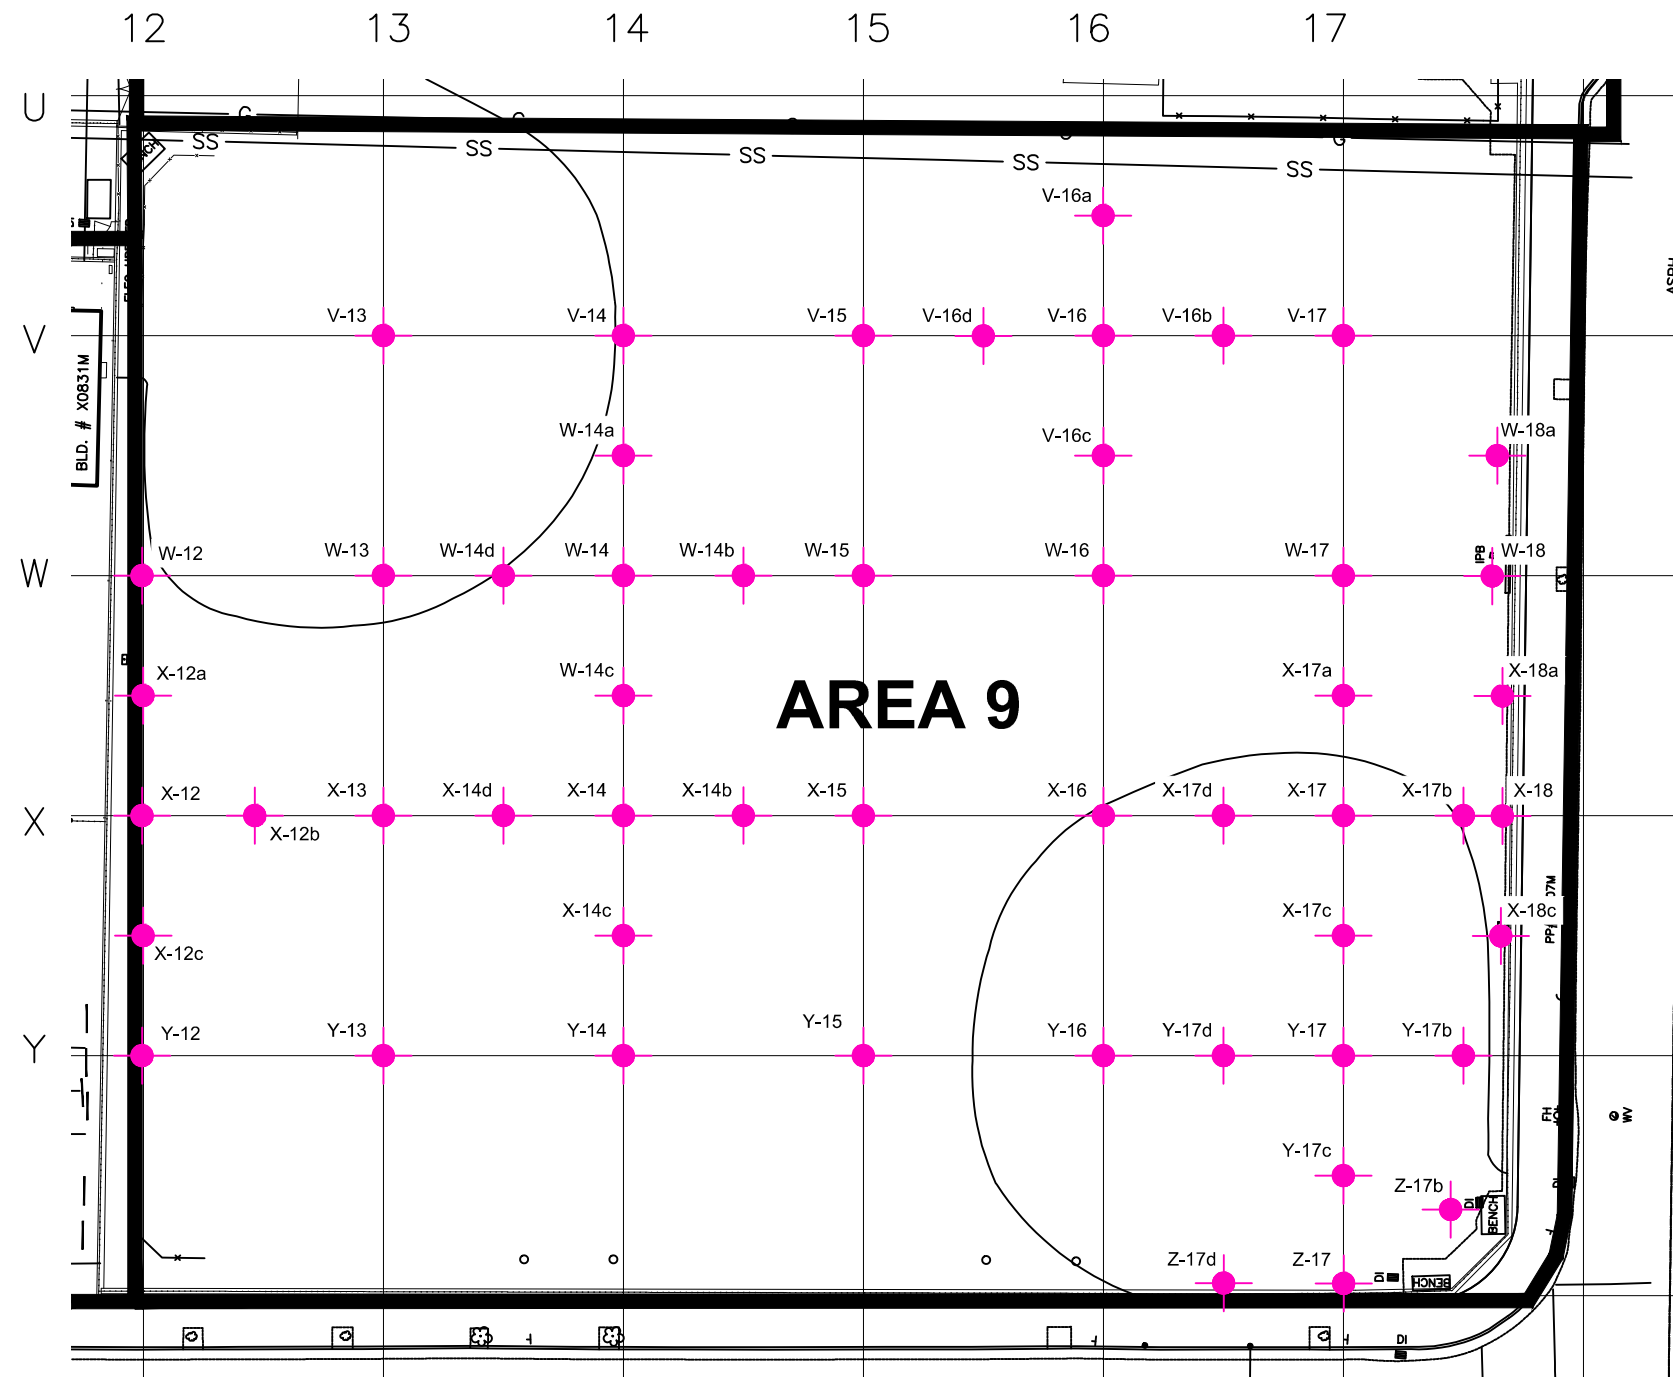 12 13 14 15 16 17
U
G G G G
SS SS SS SS SS
V-16a
V-13 V-14 V-15 V-16d V-16 V-16b V-17
V
BLD. # X0831M
W-14a V-16c W-18a
W-12 W-13 W-14d W-14 W-14b W-15 W-16 W-17 IPB W-18
W
X-12a W-14c X-17a X-18a
AREA 9
X-12 X-13 X-14d X-14 X-14b X-15 X-16 X-17d X-17 X-17b X-18
X
X-12b
X-14c X-17c X-18c
X-12c
Y-12 Y-13 Y-14 Y-15 Y-16 Y-17d Y-17 Y-17b
Y
FH
WV
Y-17c
Z-17b DI
BENCH
Z-17d Z-17
DI BENCH
DI